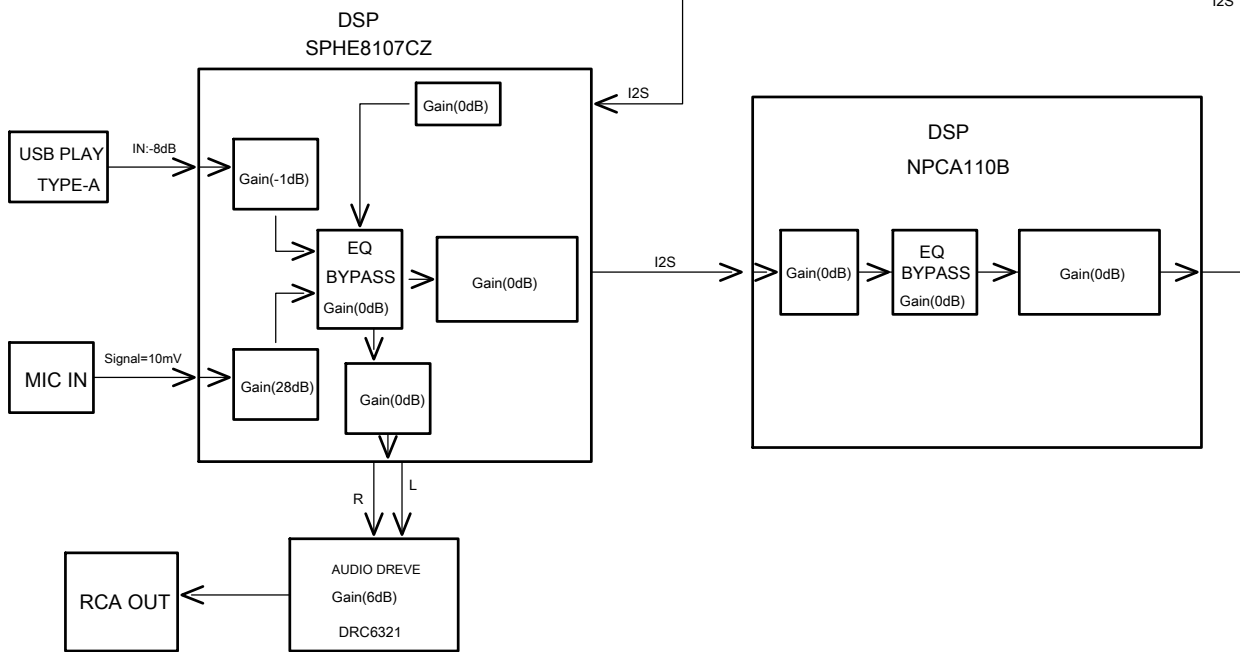 I2S
DSP
SPHE8107CZ
I2S
Gain(0dB)
USB PLAY
TYPE-A
IN:-8dB
Gain(-1dB)
DSP
NPCA110B
EQ
BYPASS
Gain(0dB)
Gain(0dB)
I2S
Gain(0dB)
EQ
BYPASS
Gain(0dB)
Gain(0dB)
MIC IN
Signal=10mV
Gain(28dB)
Gain(0dB)
R
L
RCA OUT
AUDIO DREVE
Gain(6dB)
DRC6321